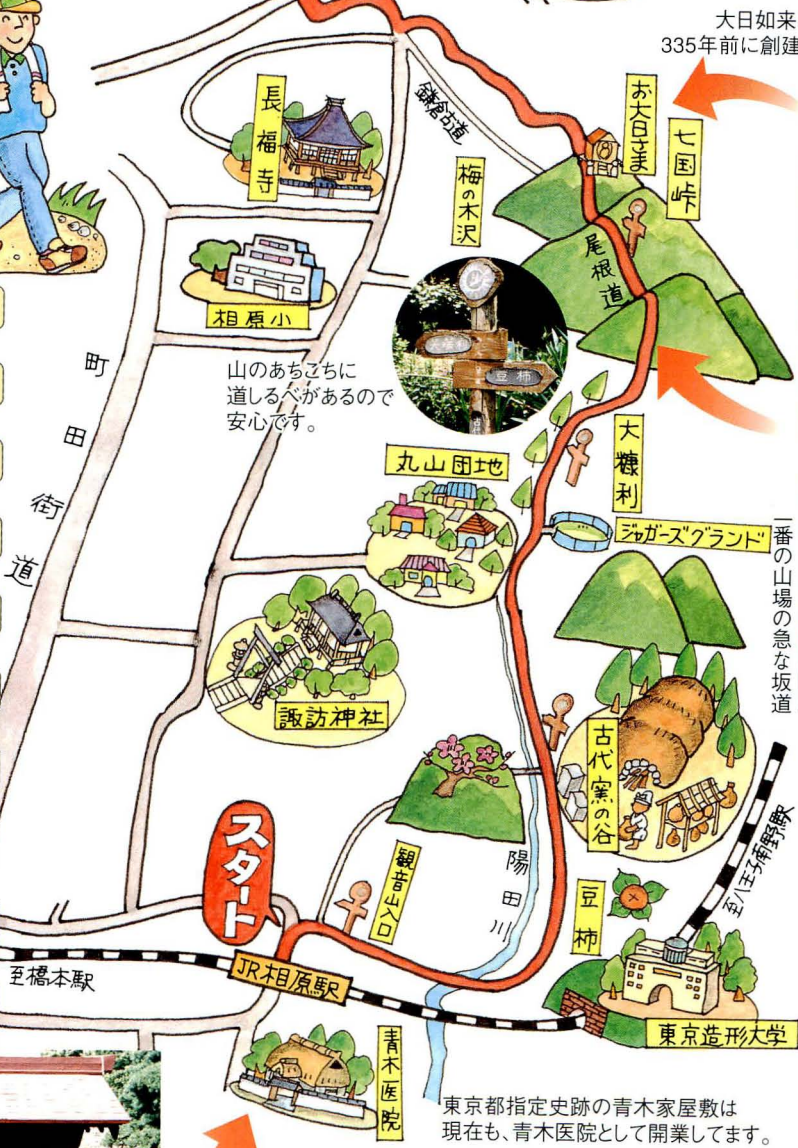 大日如来
335年前に創建
長福寺
鎌倉古道
お大日さま
七国峠
梅の木沢
尾根道
相原小
豆柿
山のあちこちに
道しるべがあるので
安心です。
町田街道
大糠利
丸山団地
ジャガーズグランド
一番の山場の急な坂道
諏訪神社
古代窯の谷
スタート
観音山入口
陽田川
豆柿
至八王子南野駅
至橋本駅
JR相原駅
東京造形大学
青木医院
東京都指定史跡の青木家屋敷は
現在も、青木医院として開業してます。